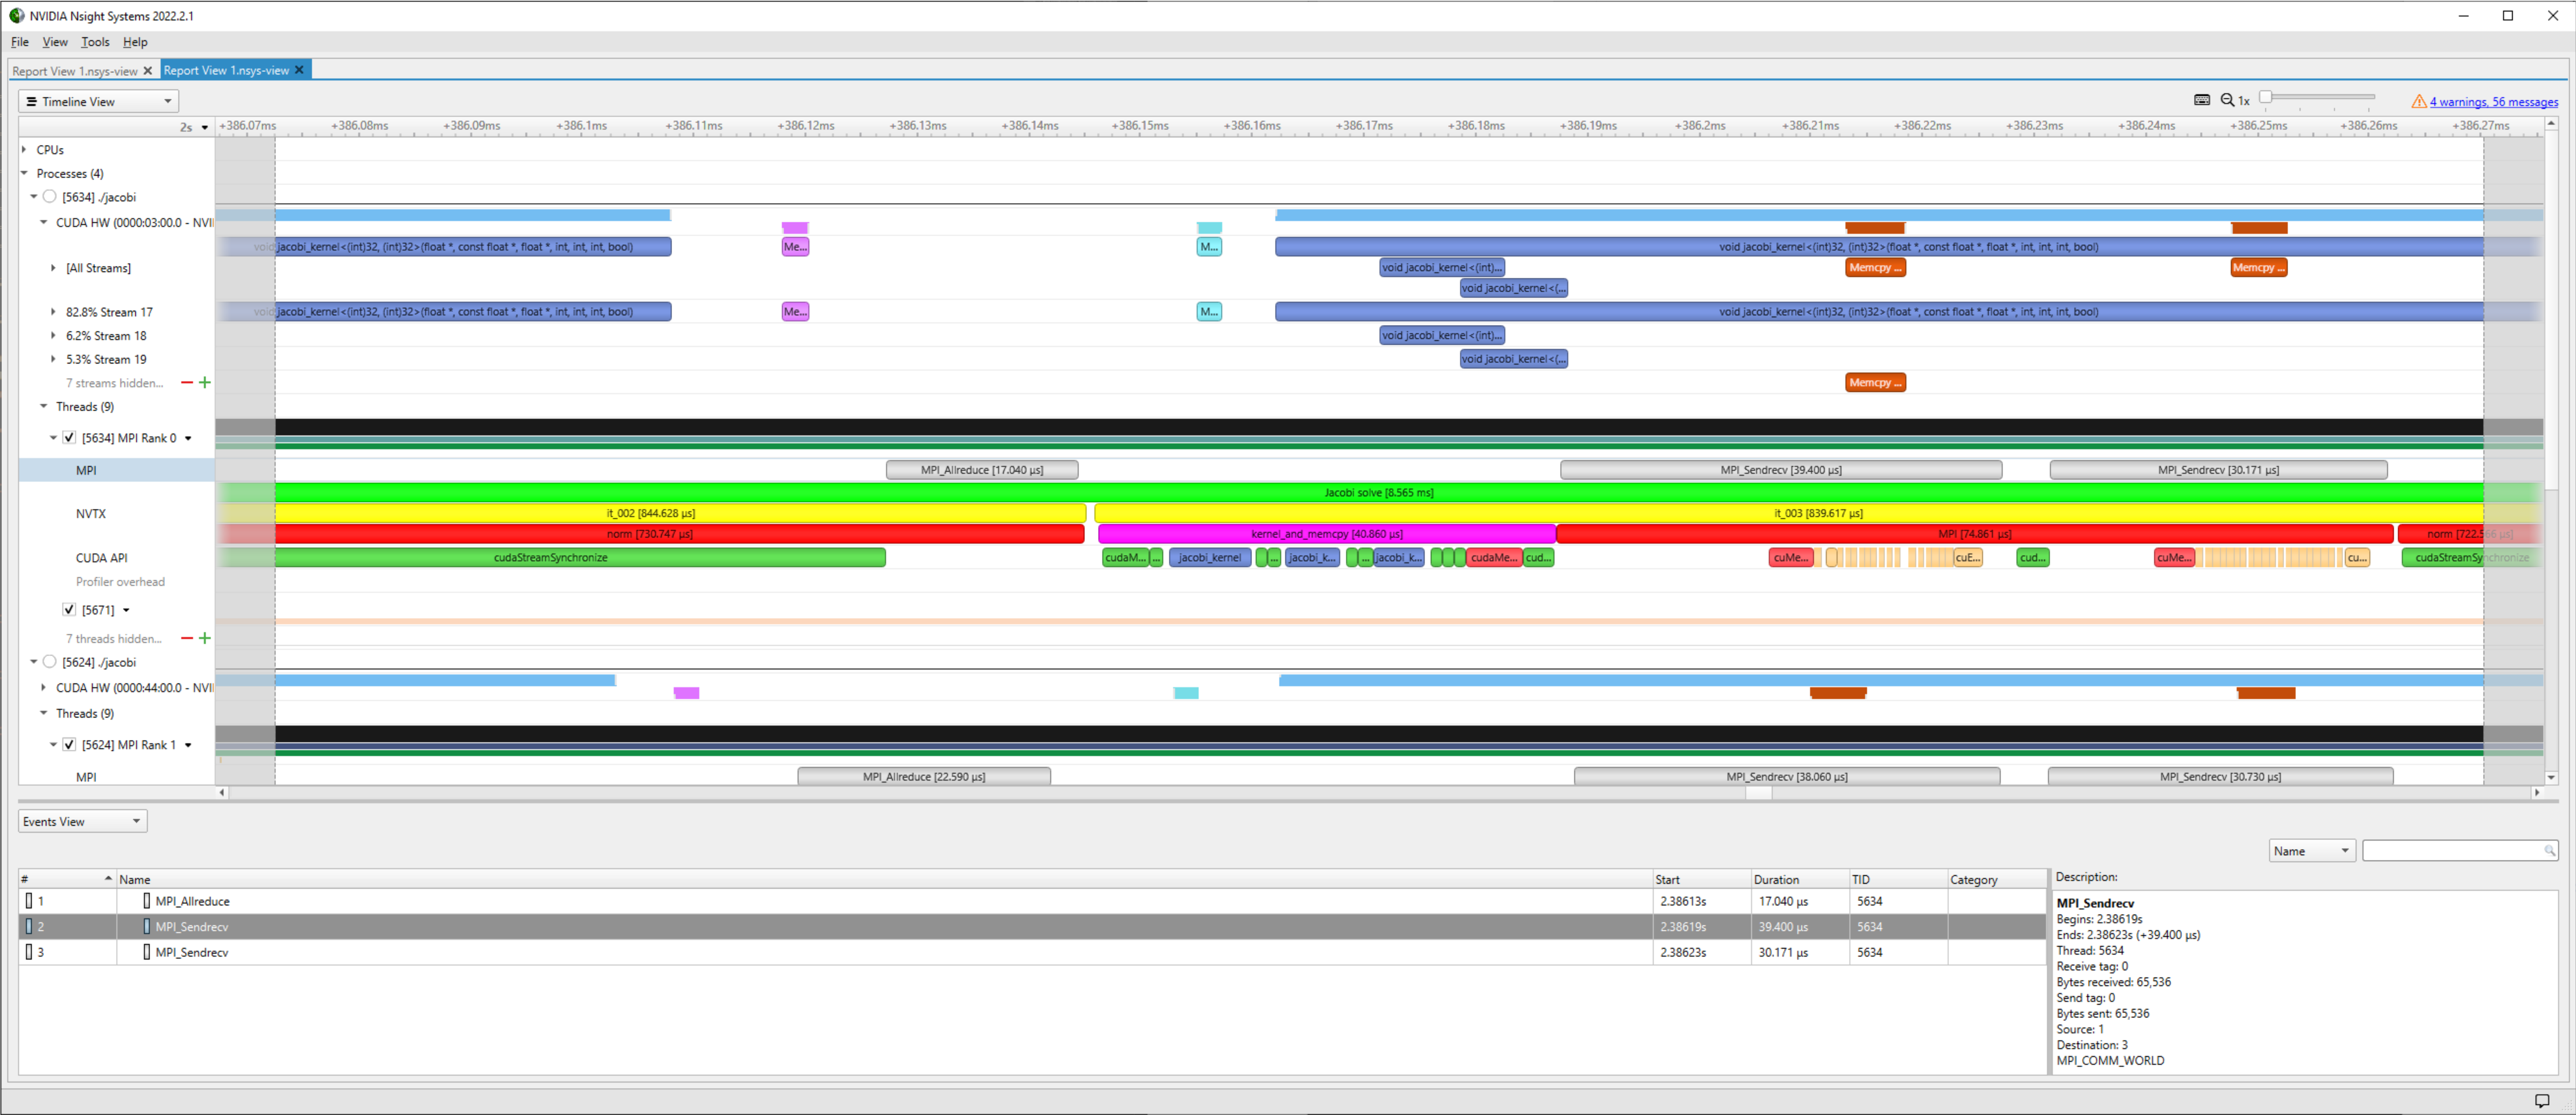 NVIDIA Nsight Systems 2022.2.1
File View Tools Help
Report View 1.nsys-view Report View 1.nsys-view
Timeline View 1x 4 warnings, 56 messages
2s +386.07ms +386.08ms +386.09ms +386.1ms +386.11ms +386.12ms +386.13ms +386.14ms +386.15ms +386.16ms +386.17ms +386.18ms +386.19ms +386.2ms +386.21ms +386.22ms +386.23ms +386.24ms +386.25ms +386.26ms +386.27ms
CPUs
Processes (4)
[5634] ./jacobi
CUDA HW (0000:03:00.0 - NVI
void jacobi_kernel<(int)32, (int)32>(float *, const float *, float *, int, int, int, bool) Me... M... void jacobi_kernel<(int)32, (int)32>(float *, const float *, float *, int, int, int, bool)
[All Streams] void jacobi_kernel<(int)... Memcpy ... Memcpy ...
void jacobi_kernel<(...
82.8% Stream 17 void jacobi_kernel<(int)32, (int)32>(float *, const float *, float *, int, int, int, bool) Me... M... void jacobi_kernel<(int)32, (int)32>(float *, const float *, float *, int, int, int, bool)
6.2% Stream 18 void jacobi_kernel<(int)...
5.3% Stream 19 void jacobi_kernel<(...
7 streams hidden... Memcpy ...
Threads (9)
[5634] MPI Rank 0
MPI MPI_Allreduce [17.040 µs] MPI_Sendrecv [39.400 µs] MPI_Sendrecv [30.171 µs]
Jacobi solve [8.565 ms]
NVTX it_002 [844.628 µs] it_003 [839.617 µs]
norm [730.747 µs] kernel_and_memcpy [40.860 µs] MPI [74.861 µs] norm [722.566 µs]
CUDA API cudaStreamSynchronize cudaM... ... jacobi_kernel ... jacobi_k... ... jacobi_k... cudaMe... cud... cuMe... cuE... cud... cuMe... cu... cudaStreamSynchronize
Profiler overhead
[5671]
7 threads hidden...
[5624] ./jacobi
CUDA HW (0000:44:00.0 - NVI
Threads (9)
[5624] MPI Rank 1
MPI MPI_Allreduce [22.590 µs] MPI_Sendrecv [38.060 µs] MPI_Sendrecv [30.730 µs]
Events View
Name
# Name Start Duration TID Category
1 MPI_Allreduce 2.38613s 17.040 µs 5634
2 MPI_Sendrecv 2.38619s 39.400 µs 5634
3 MPI_Sendrecv 2.38623s 30.171 µs 5634
Description:
MPI_Sendrecv
Begins: 2.38619s
Ends: 2.38623s (+39.400 µs)
Thread: 5634
Receive tag: 0
Bytes received: 65,536
Send tag: 0
Bytes sent: 65,536
Source: 1
Destination: 3
MPI_COMM_WORLD